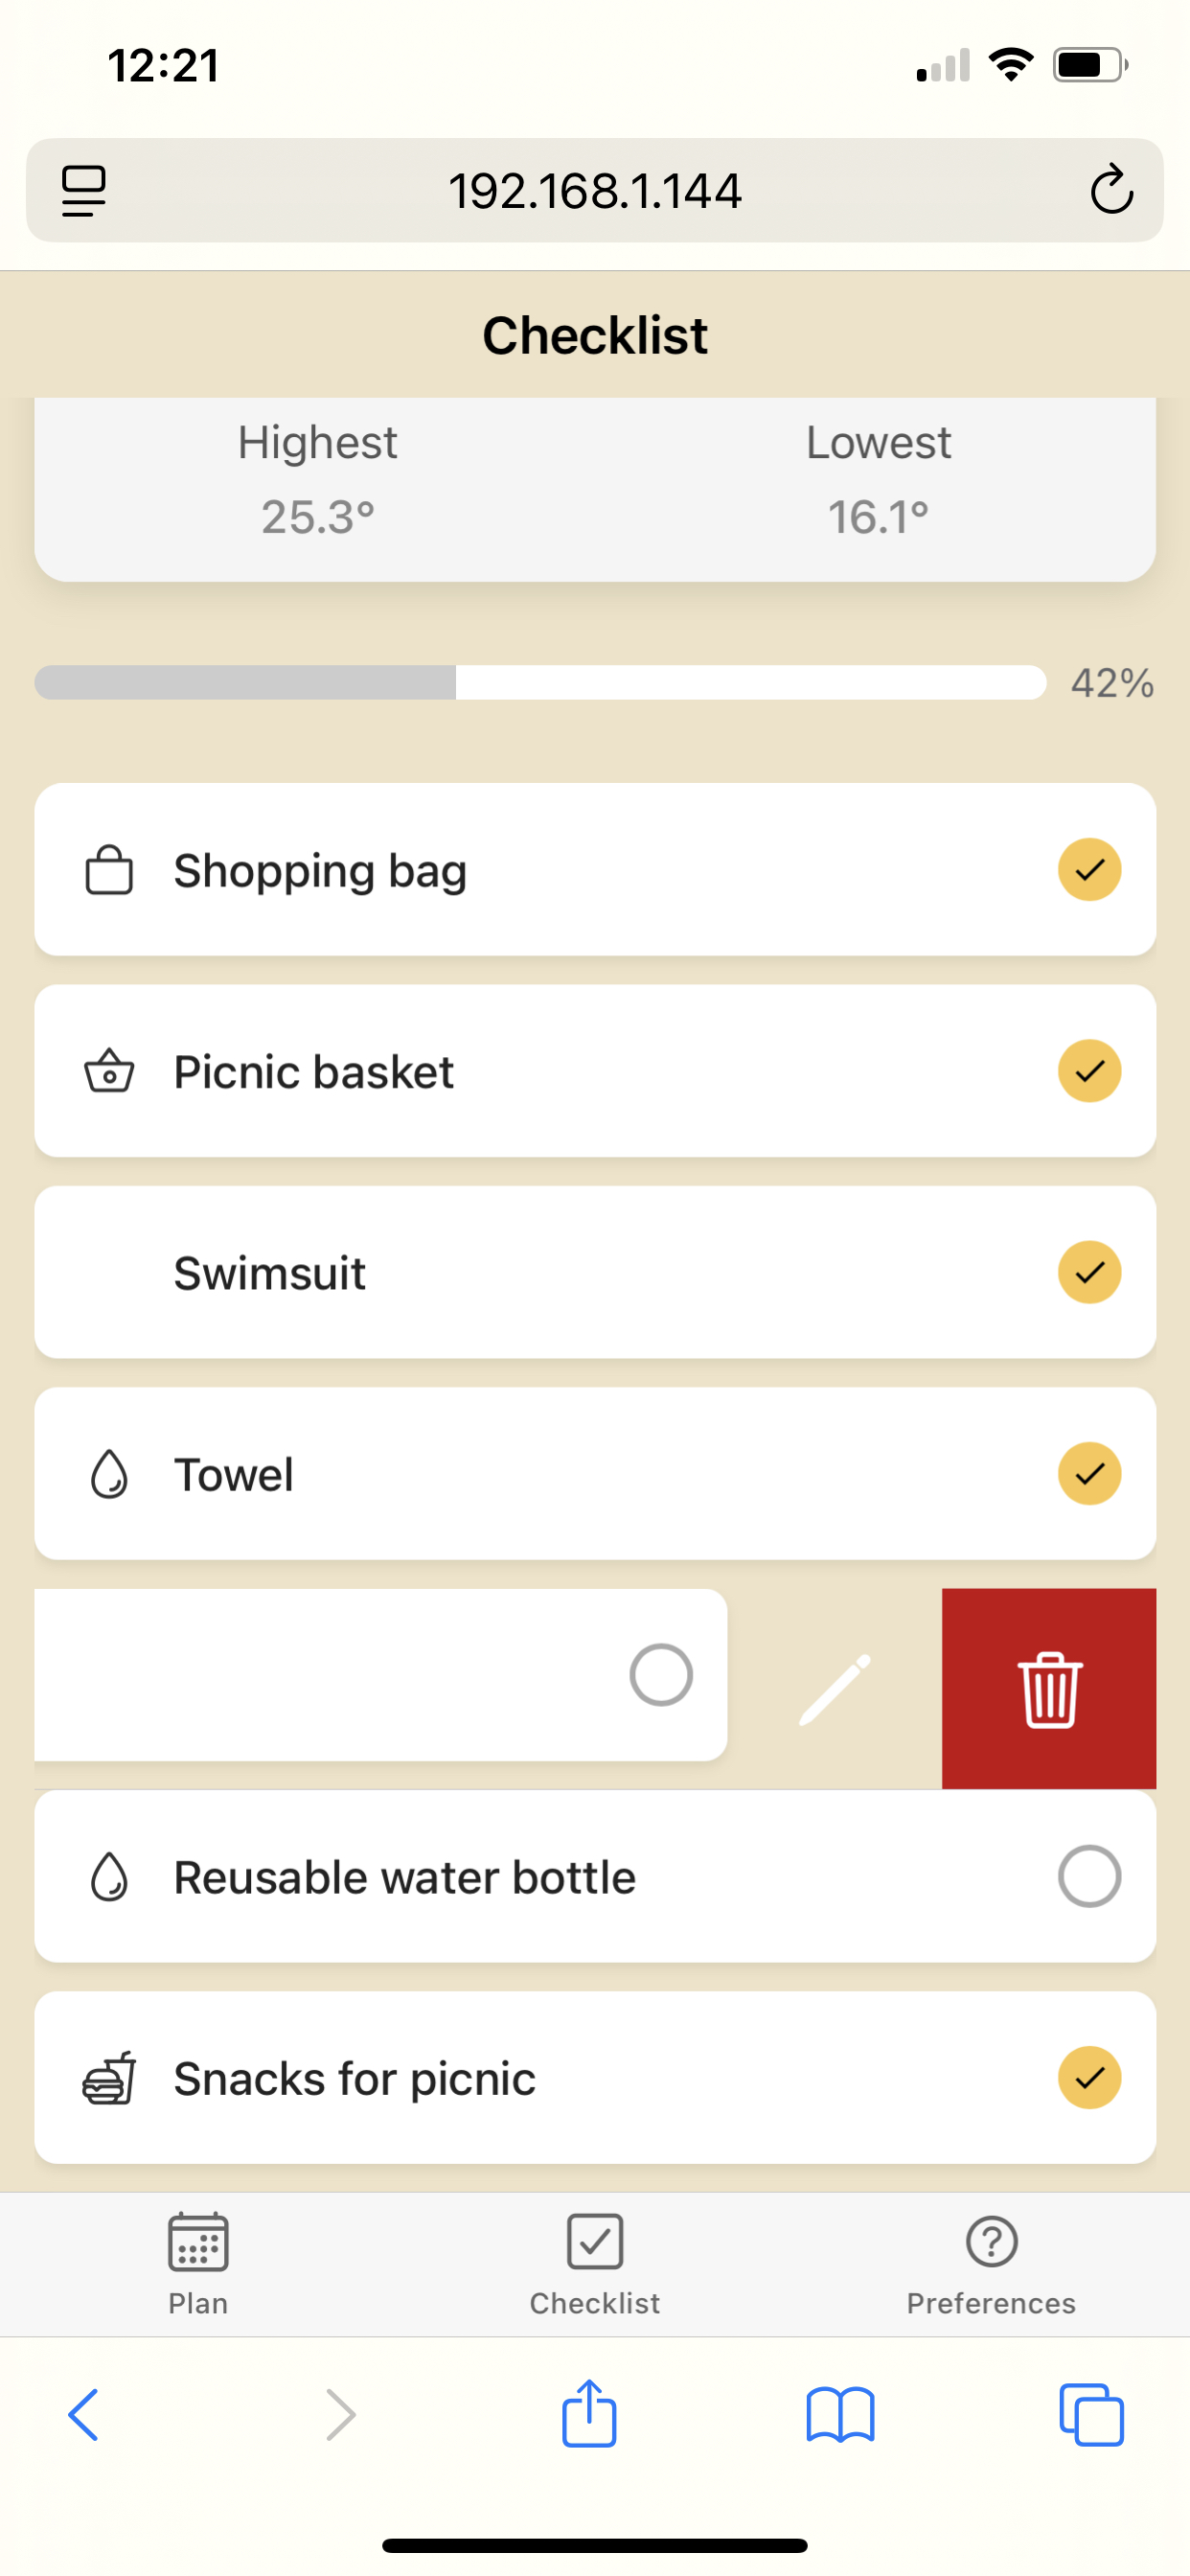 12:21
192.168.1.144
Checklist
Highest Lowest
25.3° 16.1°
42%
Shopping bag
Picnic basket
Swimsuit
Towel
Reusable water bottle
Snacks for picnic
Plan Checklist Preferences